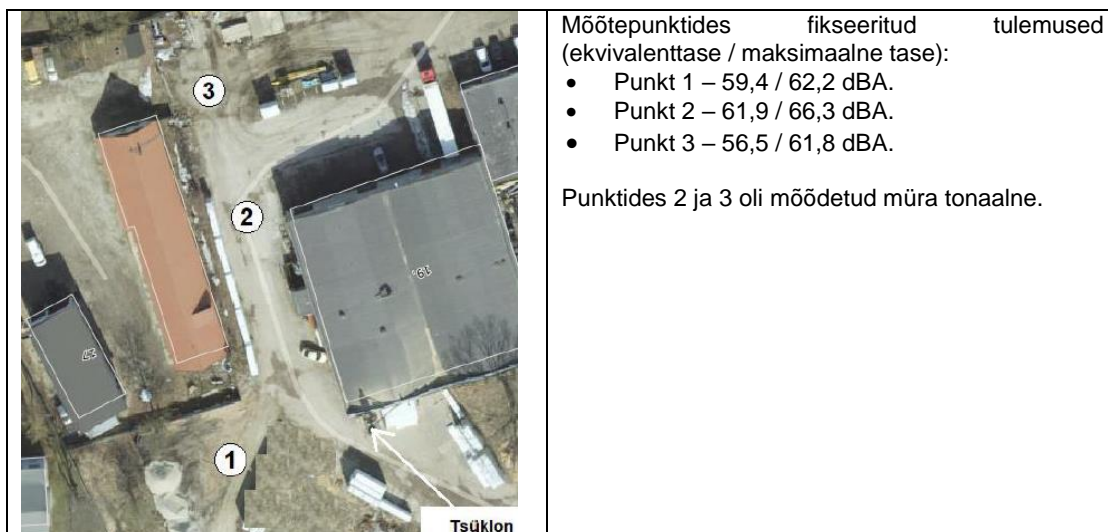 3
2
1
19.
17
Tsüklon
Mõõtepunktides fikseeritud tulemused
(ekvivalenttase / maksimaalne tase):
• Punkt 1 – 59,4 / 62,2 dBA.
• Punkt 2 – 61,9 / 66,3 dBA.
• Punkt 3 – 56,5 / 61,8 dBA.
Punktides 2 ja 3 oli mõõdetud müra tonaalne.